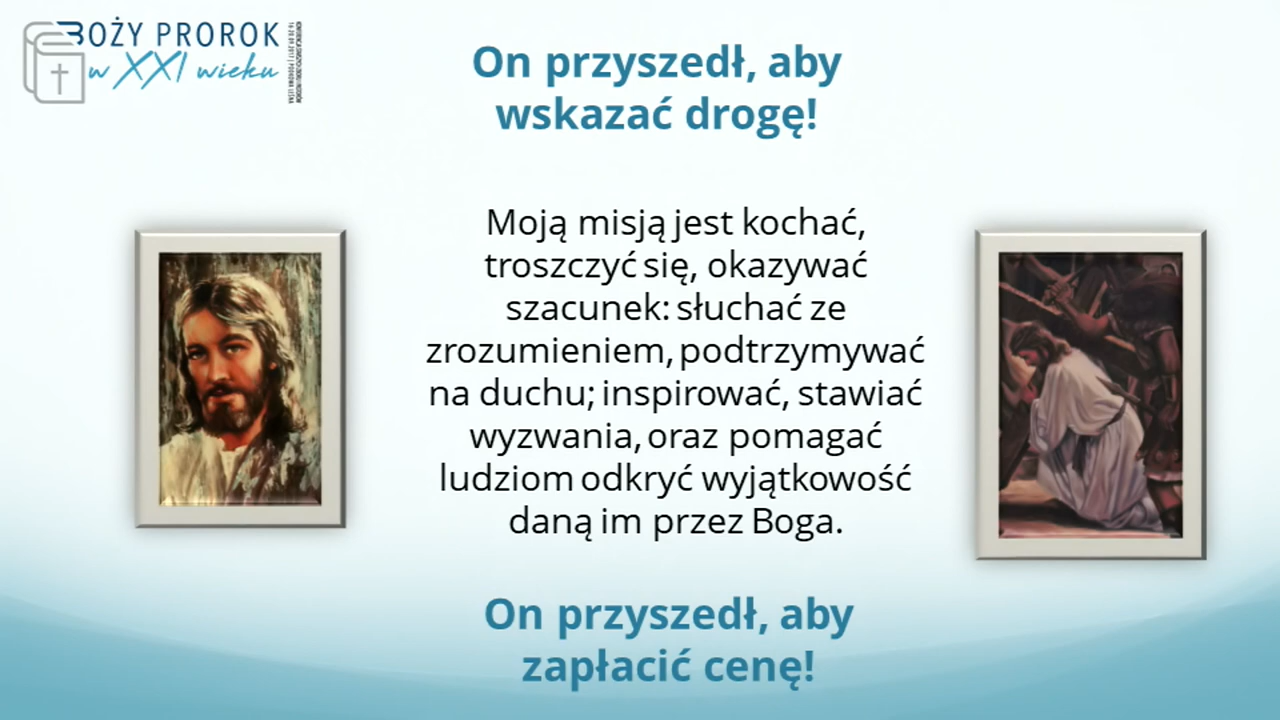 BOŻY PROROK
w XXI wieku
On przyszedł, aby
wskazać drogę!
Moją misją jest kochać,
troszczyć się, okazywać
szacunek: słuchać ze
zrozumieniem, podtrzymywać
na duchu; inspirować, stawiać
wyzwania, oraz pomagać
ludziom odkryć wyjątkowość
daną im przez Boga.
On przyszedł, aby
zapłacić cenę!